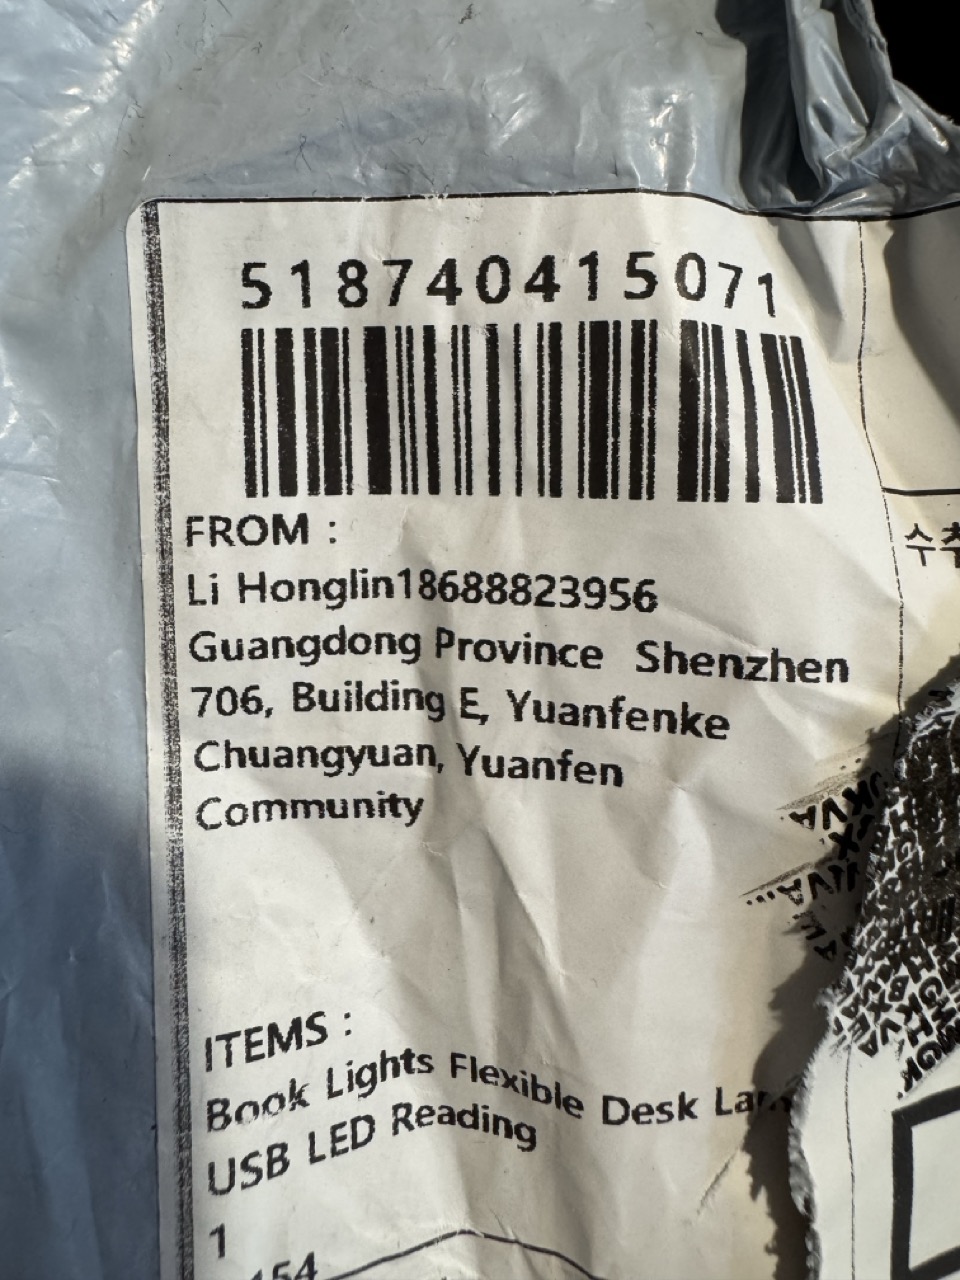 518740415071
FROM :
Li Honglin18688823956
Guangdong Province Shenzhen
706, Building E, Yuanfenke
Chuangyuan, Yuanfen
Community
ITEMS :
Book Lights Flexible Desk
USB LED Reading
1